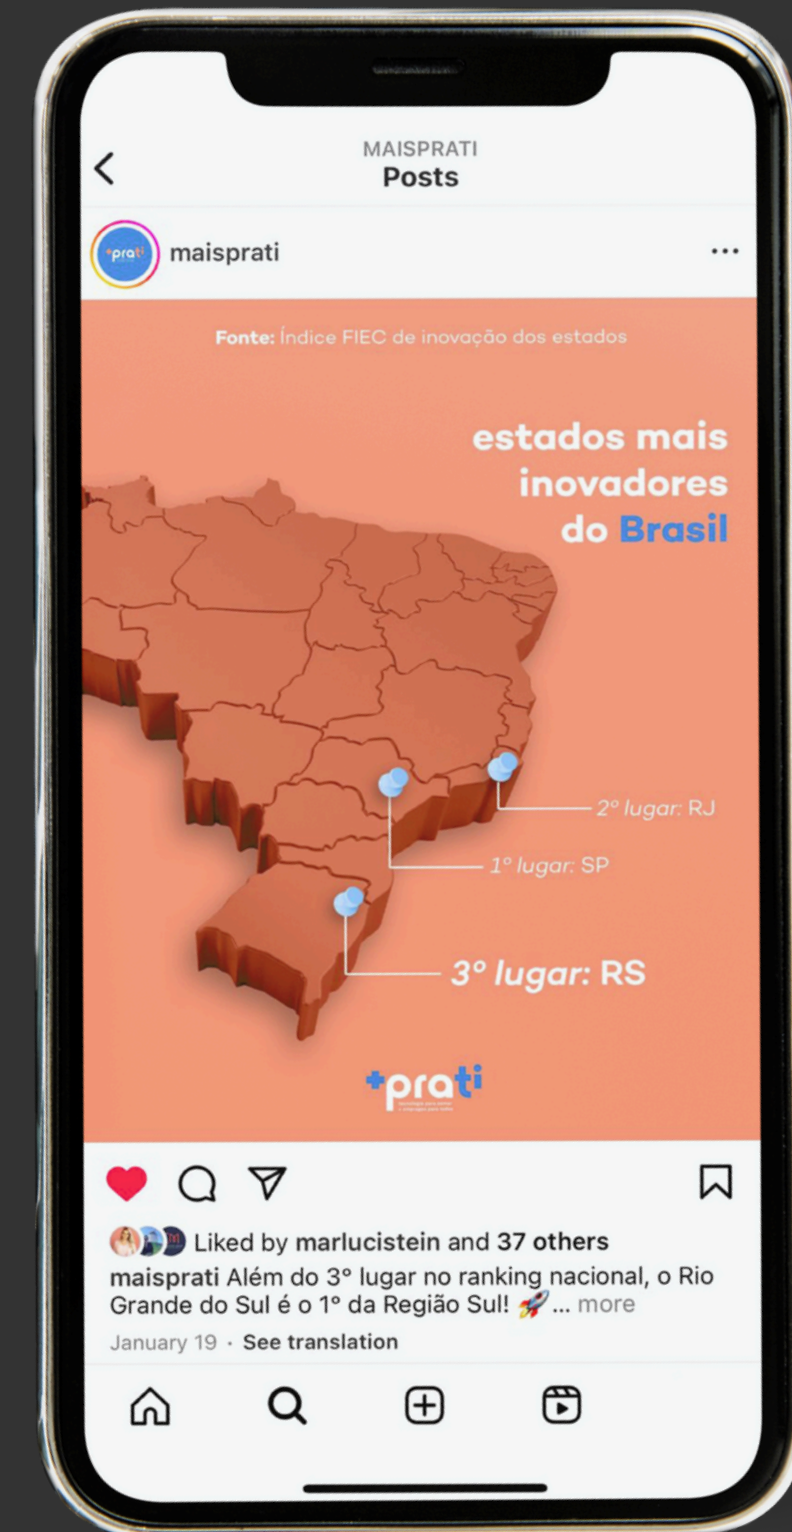 MAISPRATI
Posts
+prati
maisprati
Fonte: Índice FIEC de inovação dos estados
estados mais
inovadores
do Brasil
2º lugar: RJ
1º lugar: SP
3º lugar: RS
+prati
Liked by marlucistein and 37 others
maisprati Além do 3º lugar no ranking nacional, o Rio
Grande do Sul é o 1º da Região Sul! 🚀... more
January 19 · See translation